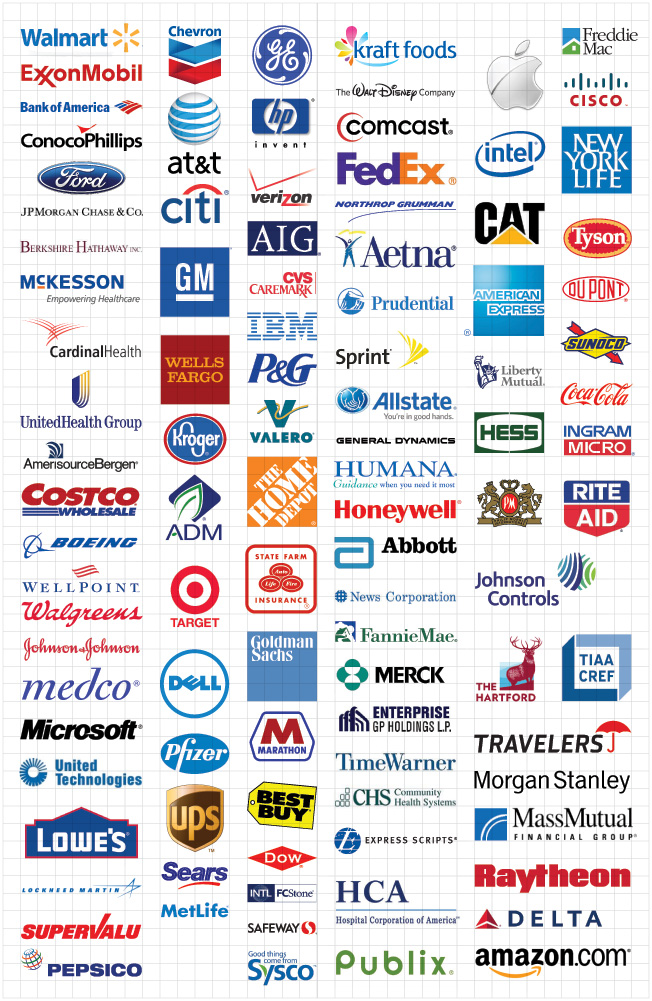 Walmart
ExxonMobil
Bank of America
ConocoPhillips
Ford
JPMORGAN CHASE & CO.
BERKSHIRE HATHAWAY INC.
MCKESSON
Empowering Healthcare
CardinalHealth
UnitedHealth Group
AmerisourceBergen®
COSTCO
WHOLESALE
BOEING
WELLPOINT.
Walgreens
Johnson & Johnson
medco®
Microsoft®
United
Technologies
LOWE'S®
LOCKHEED MARTIN
SUPERVALU
PEPSICO
Chevron
at&t
citi®
GM
WELLS
FARGO
Kroger
ADM
TARGET
DELL
Pfizer
ups
TM
Sears
MetLife®
GE
hp®
invent
verizon
AIG
CVS
CAREMARK
IBM
P&G
VALERO®
THE
HOME
DEPOT®
STATE FARM
Auto
Life Fire
INSURANCE®
Goldman
Sachs
M
MARATHON
BEST
BUY
DOW
INTL FCStone®
SAFEWAY
Good things
come from
Sysco
kraft foods
The WALT DISNEY Company
comcast®
FedEx®
NORTHROP GRUMMAN
Aetna®
Prudential
Sprint
Allstate®
You're in good hands.
GENERAL DYNAMICS
HUMANA®
Guidance when you need it most
Honeywell
Abbott
News Corporation
FannieMae®
MERCK
ENTERPRISE
GP HOLDINGS L.P.
TimeWarner
CHS Community
Health Systems
EXPRESS SCRIPTS®
HCA
Hospital Corporation of America
Publix®
intel®
CAT
AMERICAN
EXPRESS
®
Liberty
Mutual®
HESS
PM
THE
HARTFORD
Johnson
Controls
Freddie
Mac
CISCO
NEW
YORK
LIFE
Tyson
DU PONT®
SUNOCO
Coca-Cola
INGRAM
MICRO®
RITE
AID
TIAA
CREF
TRAVELERS
Morgan Stanley
MassMutual
FINANCIAL GROUP®
Raytheon
DELTA
amazon.com®